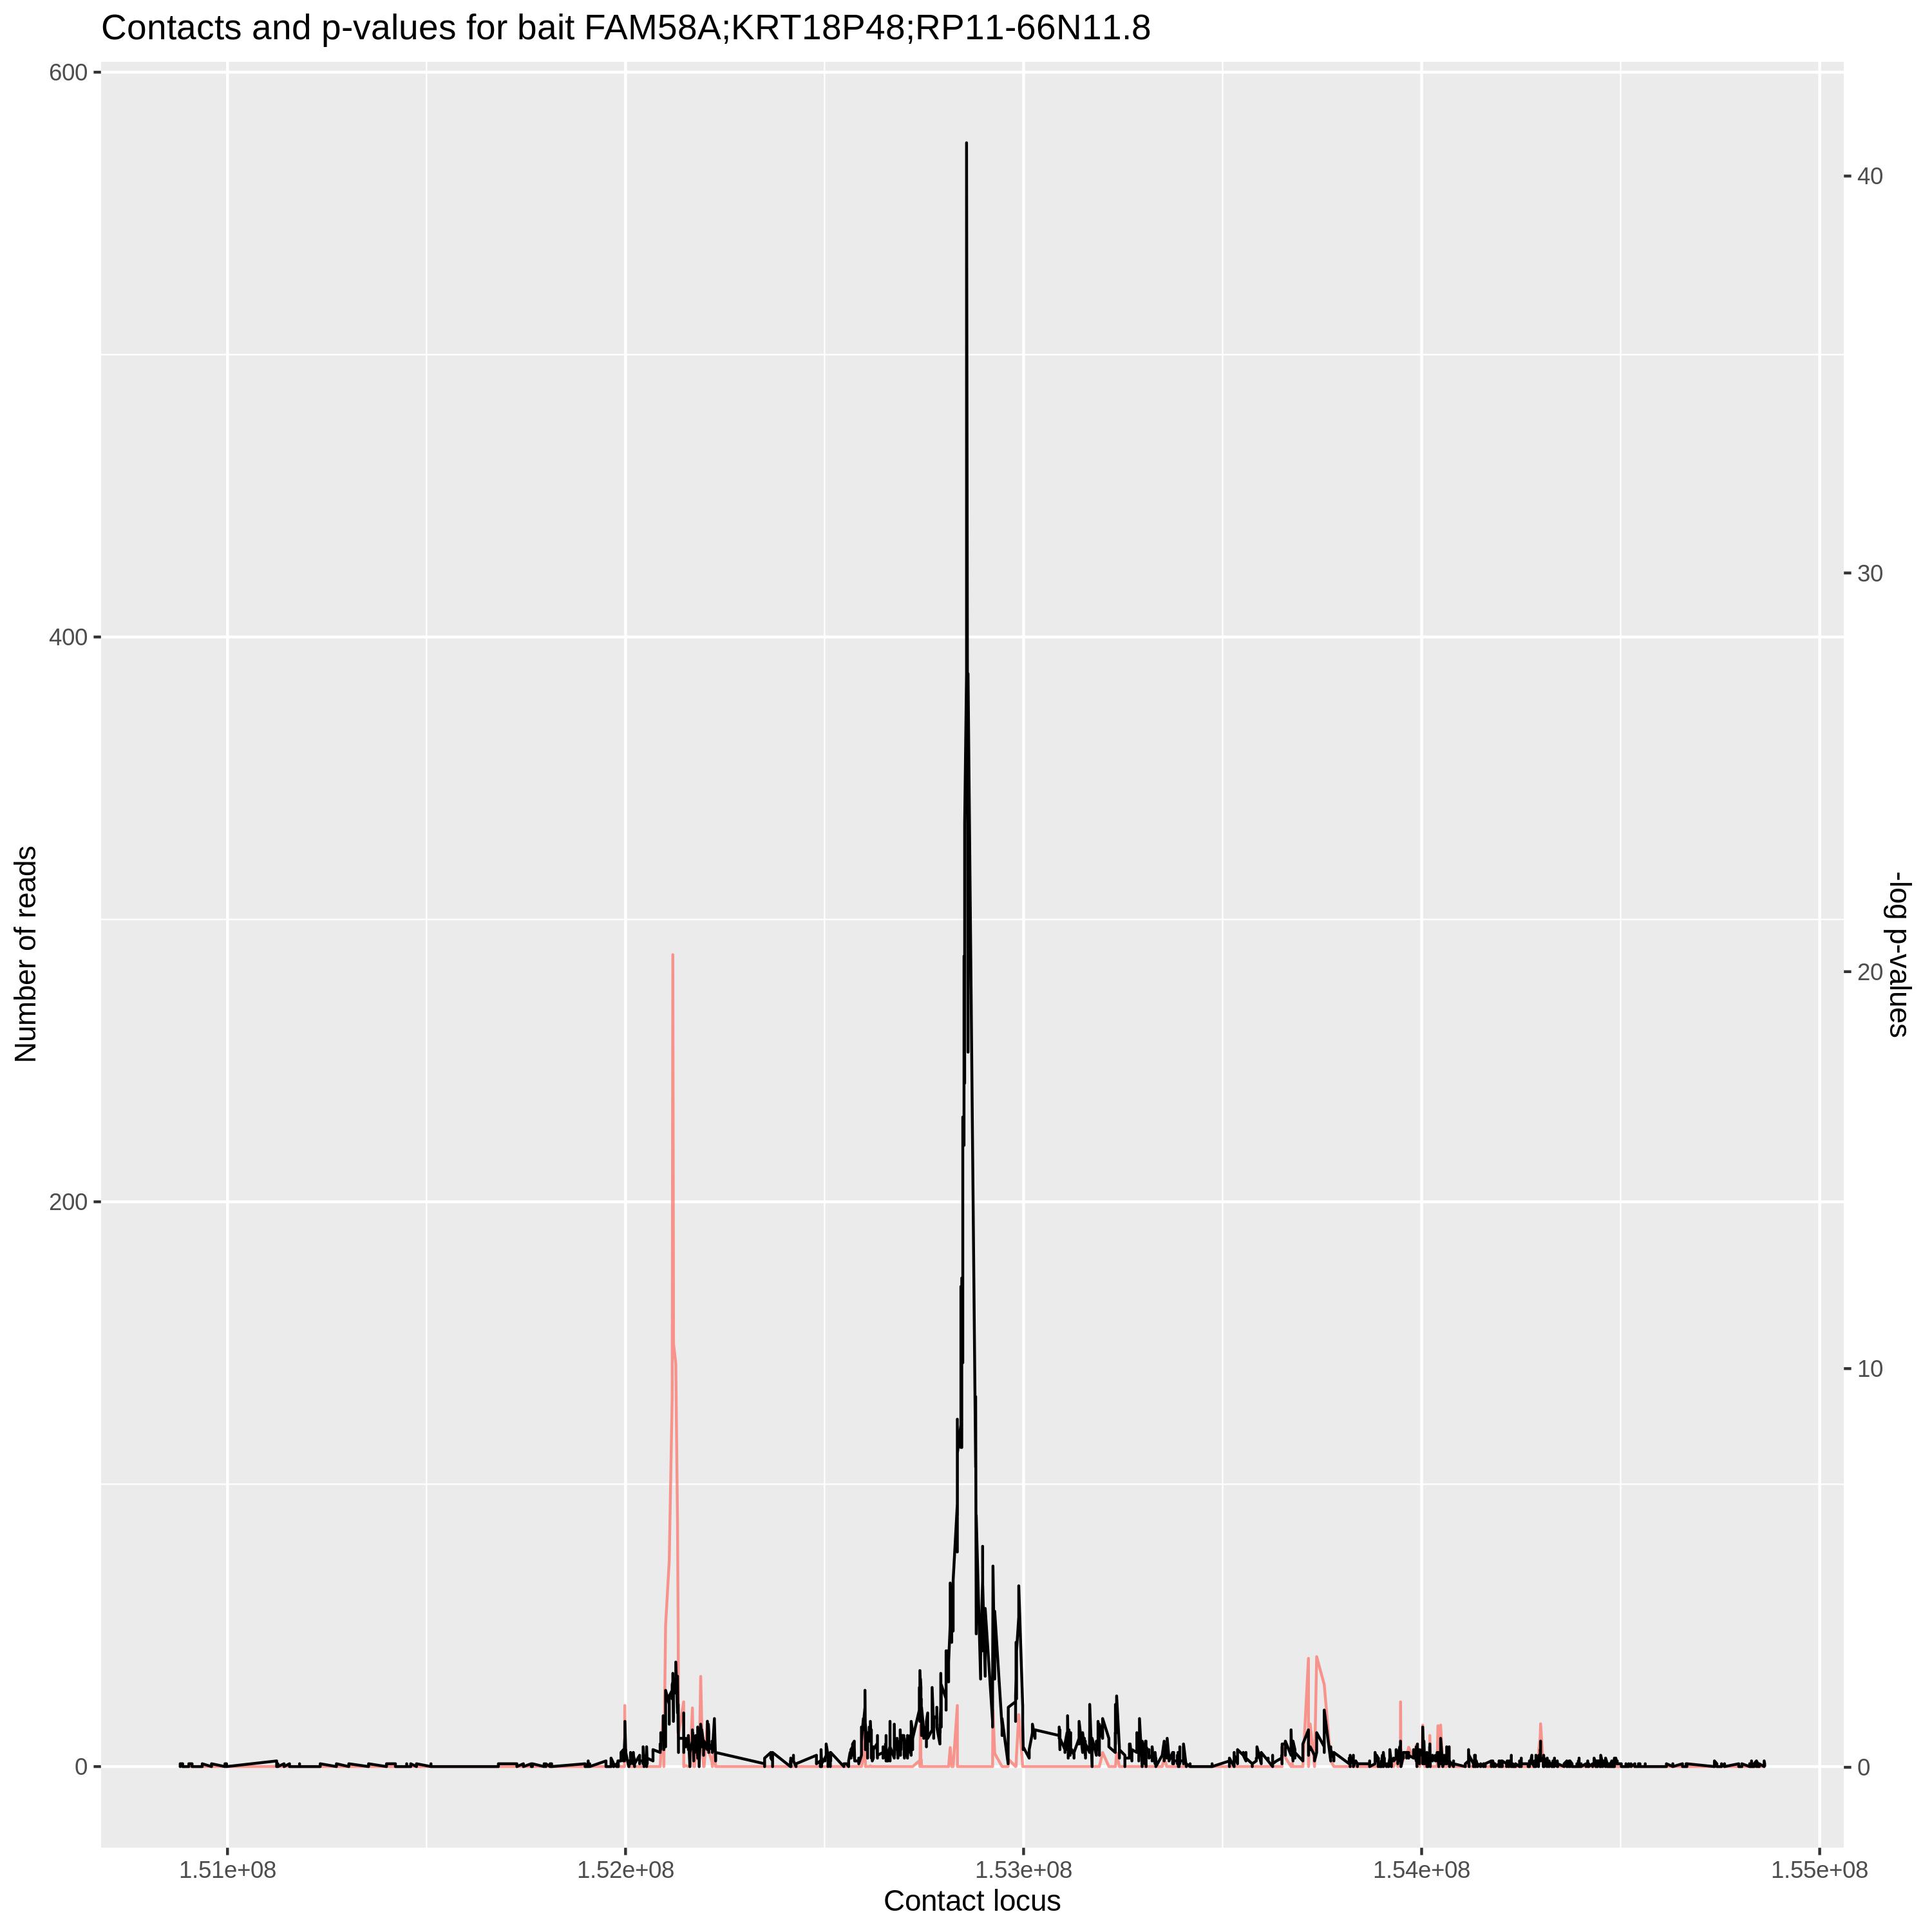 Contacts and p-values for bait FAM58A;KRT18P48;RP11-66N11.8
600
400
200
0
Number of reads
40
30
20
10
0
-log p-values
1.51e+08 1.52e+08 1.53e+08 1.54e+08 1.55e+08
Contact locus